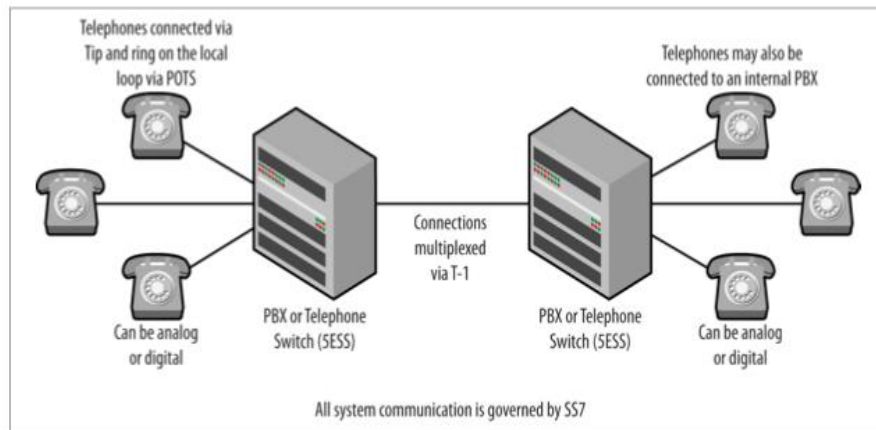 Telephones connected via
Tip and ring on the local
loop via POTS
Telephones may also be
connected to an internal PBX
Connections
multiplexed
via T-1
PBX or Telephone
Switch (5ESS)
PBX or Telephone
Switch (5ESS)
Can be analog
or digital
Can be analog
or digital
All system communication is governed by SS7